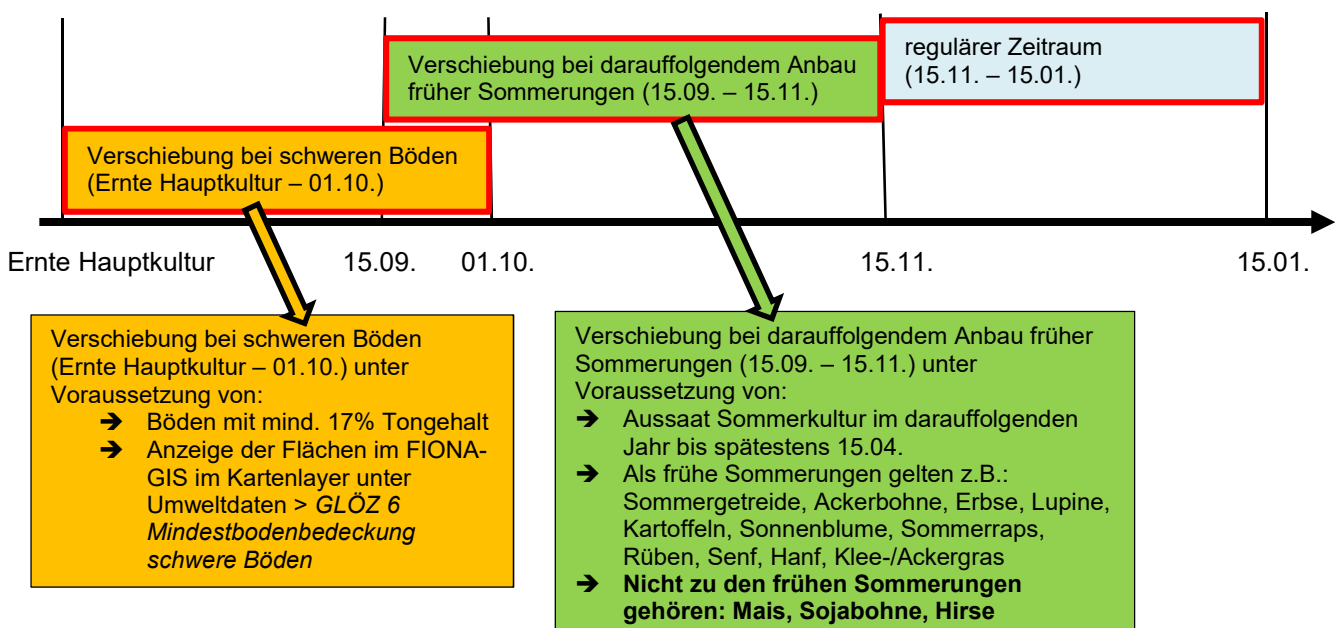 regulärer Zeitraum
(15.11. – 15.01.)
Verschiebung bei darauffolgendem Anbau
früher Sommerungen (15.09. – 15.11.)
Verschiebung bei schweren Böden
(Ernte Hauptkultur – 01.10.)
Ernte Hauptkultur 15.09. 01.10. 15.11. 15.01.
Verschiebung bei schweren Böden
(Ernte Hauptkultur – 01.10.) unter
Voraussetzung von:
➔ Böden mit mind. 17% Tongehalt
➔ Anzeige der Flächen im FIONA-
GIS im Kartenlayer unter
Umweltdaten > GLÖZ 6
Mindestbodenbedeckung
schwere Böden
Verschiebung bei darauffolgendem Anbau früher
Sommerungen (15.09. – 15.11.) unter
Voraussetzung von:
➔ Aussaat Sommerkultur im darauffolgenden
Jahr bis spätestens 15.04.
➔ Als frühe Sommerungen gelten z.B.:
Sommergetreide, Ackerbohne, Erbse, Lupine,
Kartoffeln, Sonnenblume, Sommerraps,
Rüben, Senf, Hanf, Klee-/Ackergras
➔ Nicht zu den frühen Sommerungen
gehören: Mais, Sojabohne, Hirse